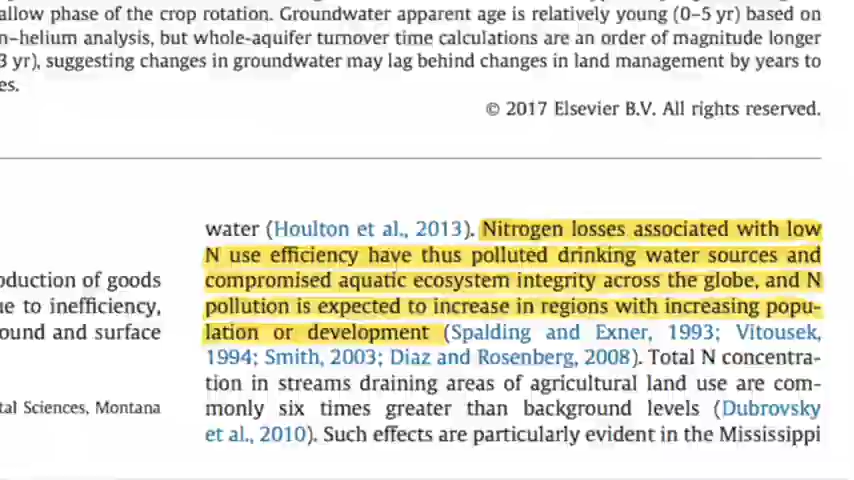 allow phase of the crop rotation. Groundwater apparent age is relatively young (0–5 yr) based on
n–helium analysis, but whole-aquifer turnover time calculations are an order of magnitude longer
3 yr), suggesting changes in groundwater may lag behind changes in land management by years to
es.
© 2017 Elsevier B.V. All rights reserved.
oduction of goods
ue to inefficiency,
ound and surface
tal Sciences, Montana
water (Houlton et al., 2013). Nitrogen losses associated with low
N use efficiency have thus polluted drinking water sources and
compromised aquatic ecosystem integrity across the globe, and N
pollution is expected to increase in regions with increasing popu-
lation or development (Spalding and Exner, 1993; Vitousek,
1994; Smith, 2003; Diaz and Rosenberg, 2008). Total N concentra-
tion in streams draining areas of agricultural land use are com-
monly six times greater than background levels (Dubrovsky
et al., 2010). Such effects are particularly evident in the Mississippi